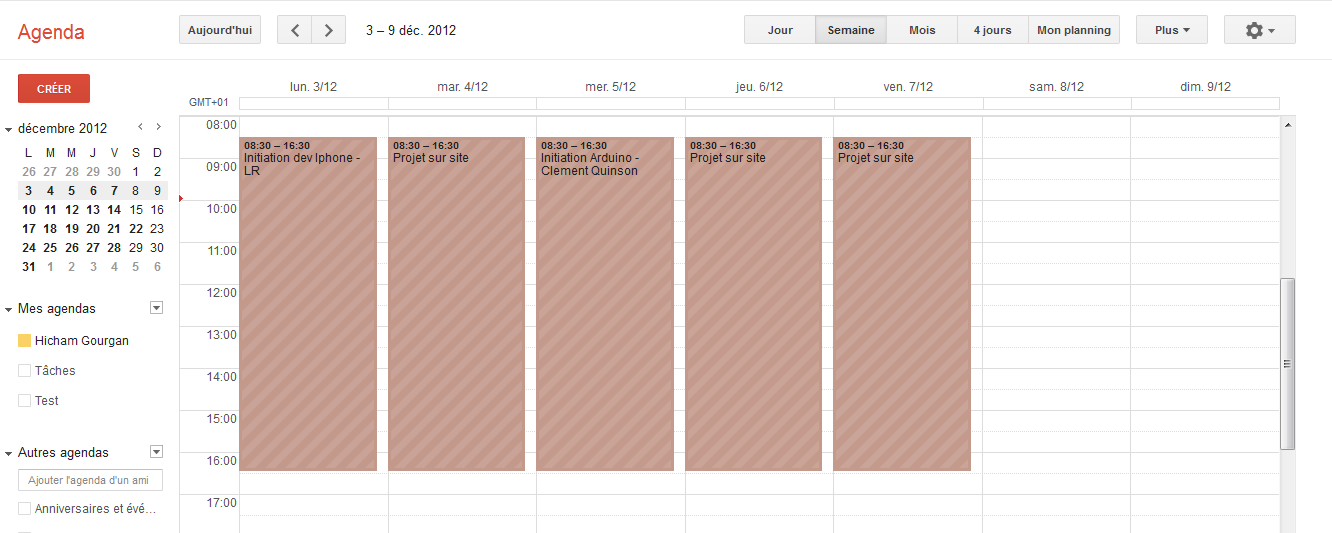 Agenda
Aujourd'hui
3 – 9 déc. 2012
Jour Semaine Mois 4 jours Mon planning
Plus
CRÉER
décembre 2012
L M M J V S D
26 27 28 29 30 1 2
3 4 5 6 7 8 9
10 11 12 13 14 15 16
17 18 19 20 21 22 23
24 25 26 27 28 29 30
31 1 2 3 4 5 6
Mes agendas
Hicham Gourgan
Tâches
Test
Autres agendas
Ajouter l'agenda d'un ami
Anniversaires et évé...
lun. 3/12 mar. 4/12 mer. 5/12 jeu. 6/12 ven. 7/12 sam. 8/12 dim. 9/12
GMT+01
08:00
09:00
10:00
11:00
12:00
13:00
14:00
15:00
16:00
17:00
08:30 – 16:30
Initiation dev Iphone -
LR
08:30 – 16:30
Projet sur site
08:30 – 16:30
Initiation Arduino -
Clement Quinson
08:30 – 16:30
Projet sur site
08:30 – 16:30
Projet sur site